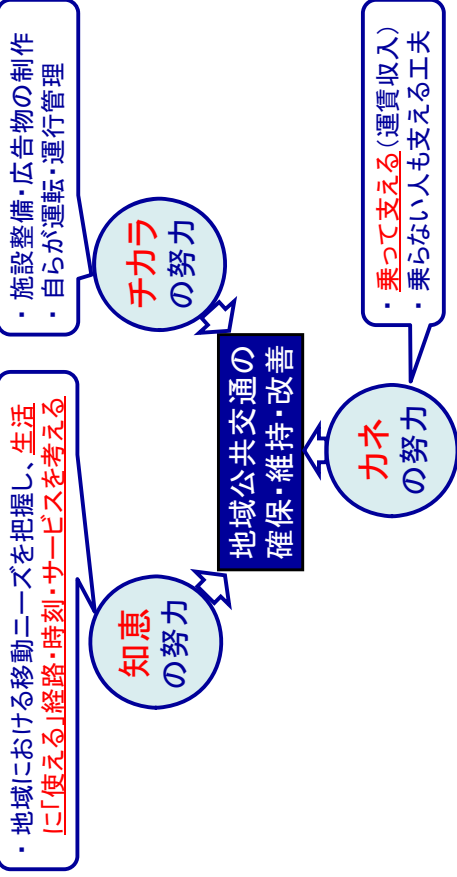 ・地域における移動ニーズを把握し、生活
に「使える」経路・時刻・サービスを考える
・施設整備・広告物の制作
・自らが運転・運行管理
知恵
の努力
チカラ
の努力
地域公共交通の
確保・維持・改善
カネ
の努力
・乗って支える(運賃収入)
・乗らない人も支える工夫